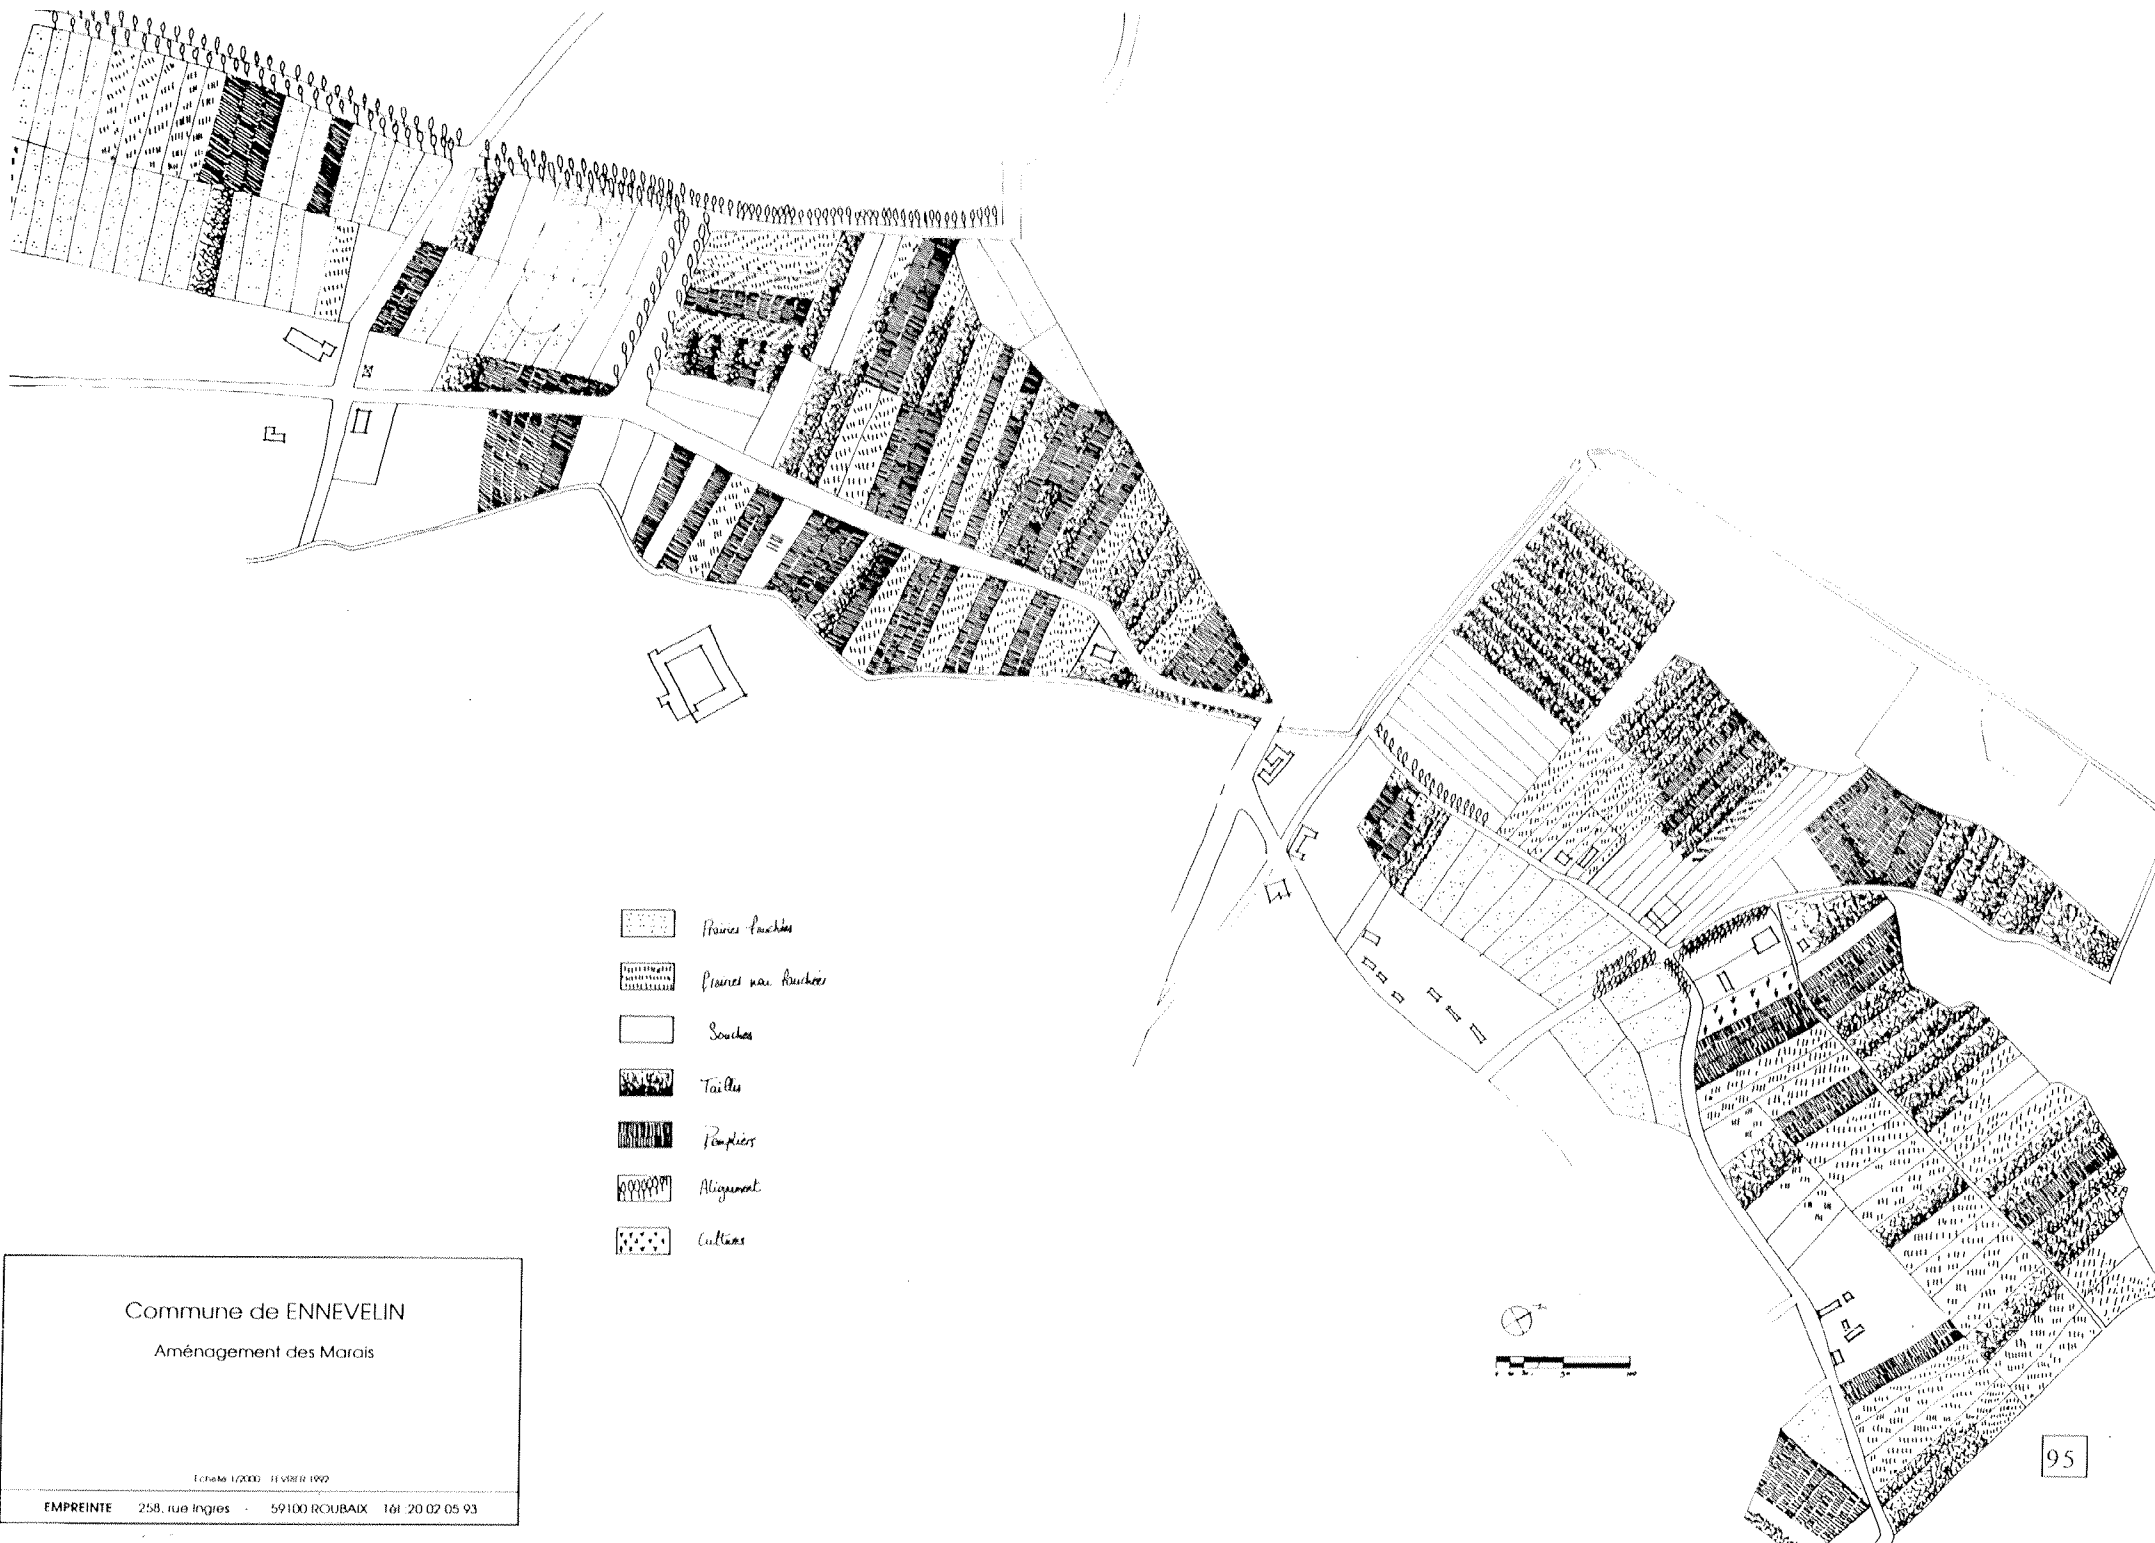 Prairies fauchées
Prairies non fauchées
Souches
Taillis
Peupliers
Alignement
Cultures
Commune de ENNEVELIN
Aménagement des Marais
Echelle 1/2000 FEVRIER 1992
EMPREINTE 258, rue Ingres - 59100 ROUBAIX Tél 20 02 05 93
95